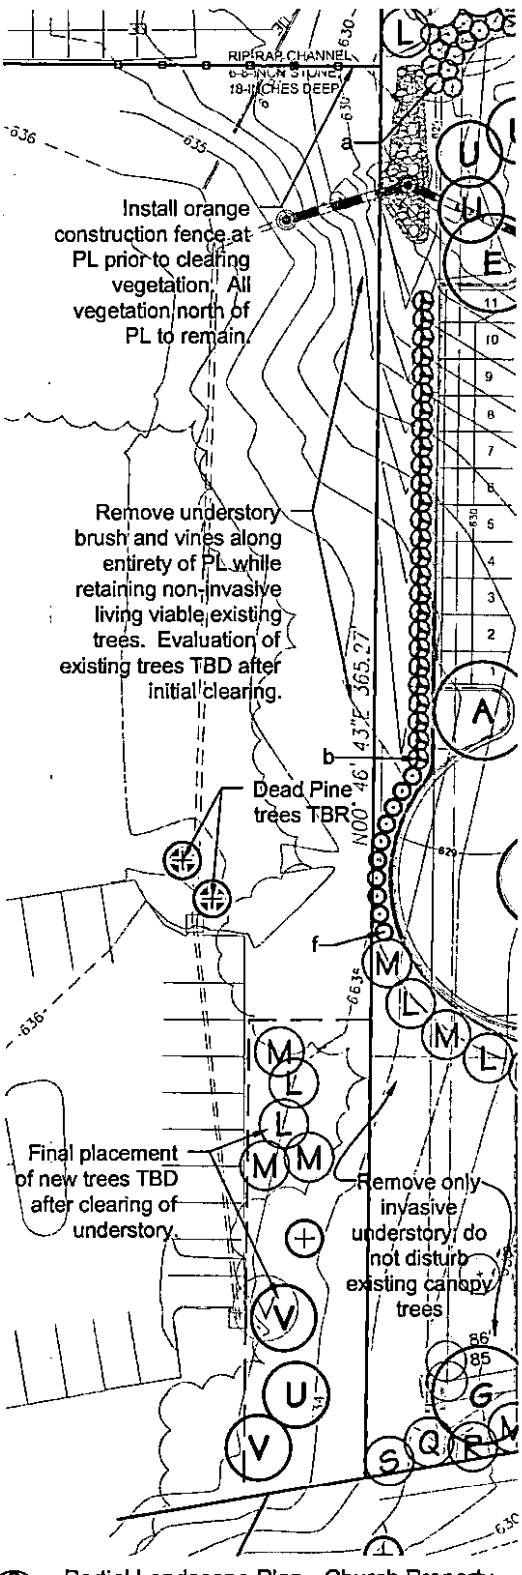 630
L
RIP RAP CHANNEL
6-8-INCH STONE,
18-INCHES DEEP
636
635
a
U
U
Install orange
construction fence at
PL prior to clearing
vegetation. All
vegetation north of
PL to remain.
E
11
10
9
8
7
6
5
4
3
2
1
630
Remove understory
brush and vines along
entirety of PL while
retaining non-invasive
living viable existing
trees. Evaluation of
existing trees TBD after
initial clearing.
N00° 46' 43"E 365.27'
A
b
Dead Pine
trees TBR
629
f
M
L
M
L
636
M
L
L
M
M
Final placement
of new trees TBD
after clearing of
understory.
Remove only
invasive
understory; do
not disturb
existing canopy
trees
V
U
V
86
85
G
S
Q
R
M
630
Partial Landscape Plan - Church Property